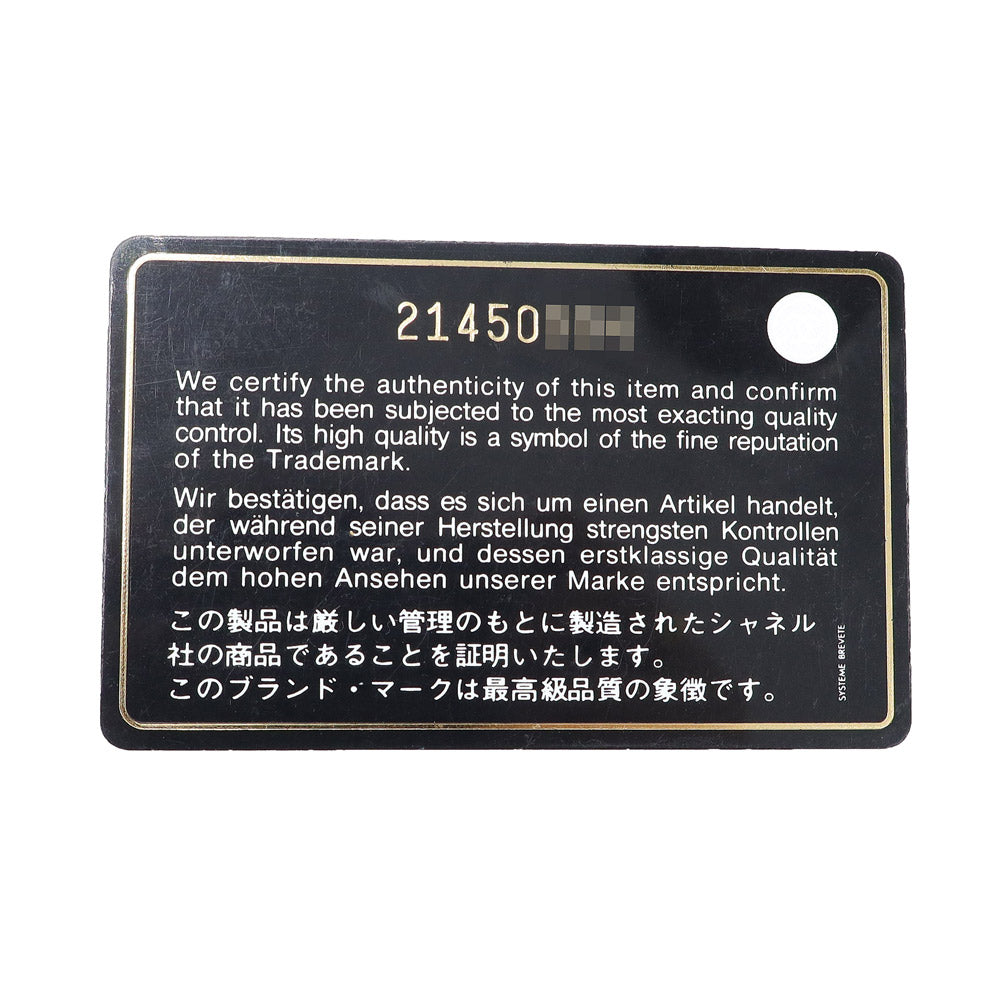 21450
We certify the authenticity of this item and confirm
that it has been subjected to the most exacting quality
control. Its high quality is a symbol of the fine reputation
of the Trademark.
Wir bestätigen, dass es sich um einen Artikel handelt,
der während seiner Herstellung strengsten Kontrollen
unterworfen war, und dessen erstklassige Qualität
dem hohen Ansehen unserer Marke entspricht.
この製品は厳しい管理のもとに製造されたシャネル
社の商品であることを証明いたします。
このブランド・マークは最高級品質の象徴です。
SYSTEME BREVETE